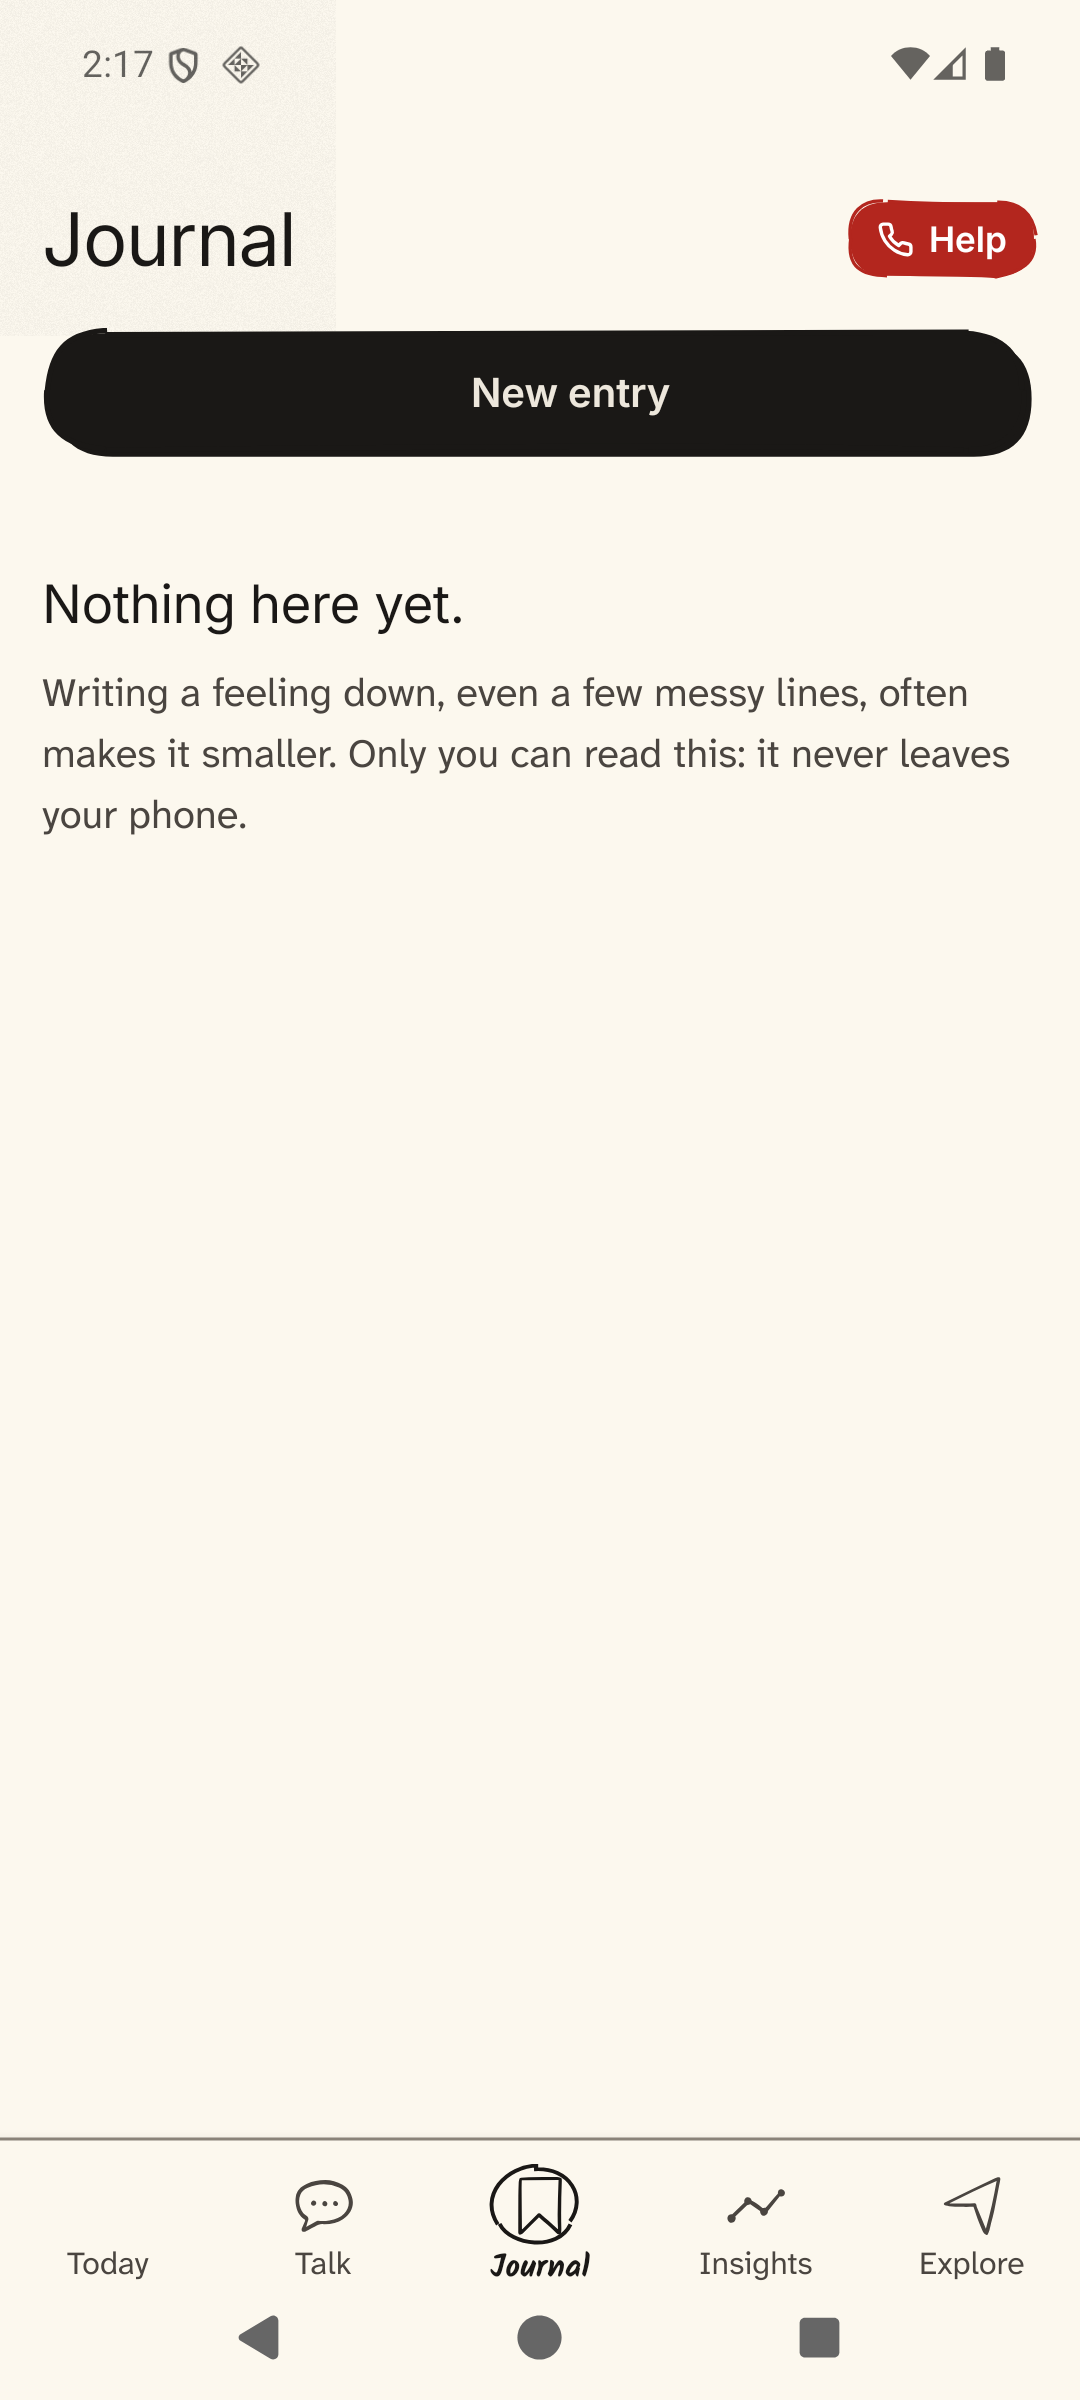 2:17
Journal
Help
New entry
Nothing here yet.
Writing a feeling down, even a few messy lines, often
makes it smaller. Only you can read this: it never leaves
your phone.
Today
Talk
Journal
Insights
Explore